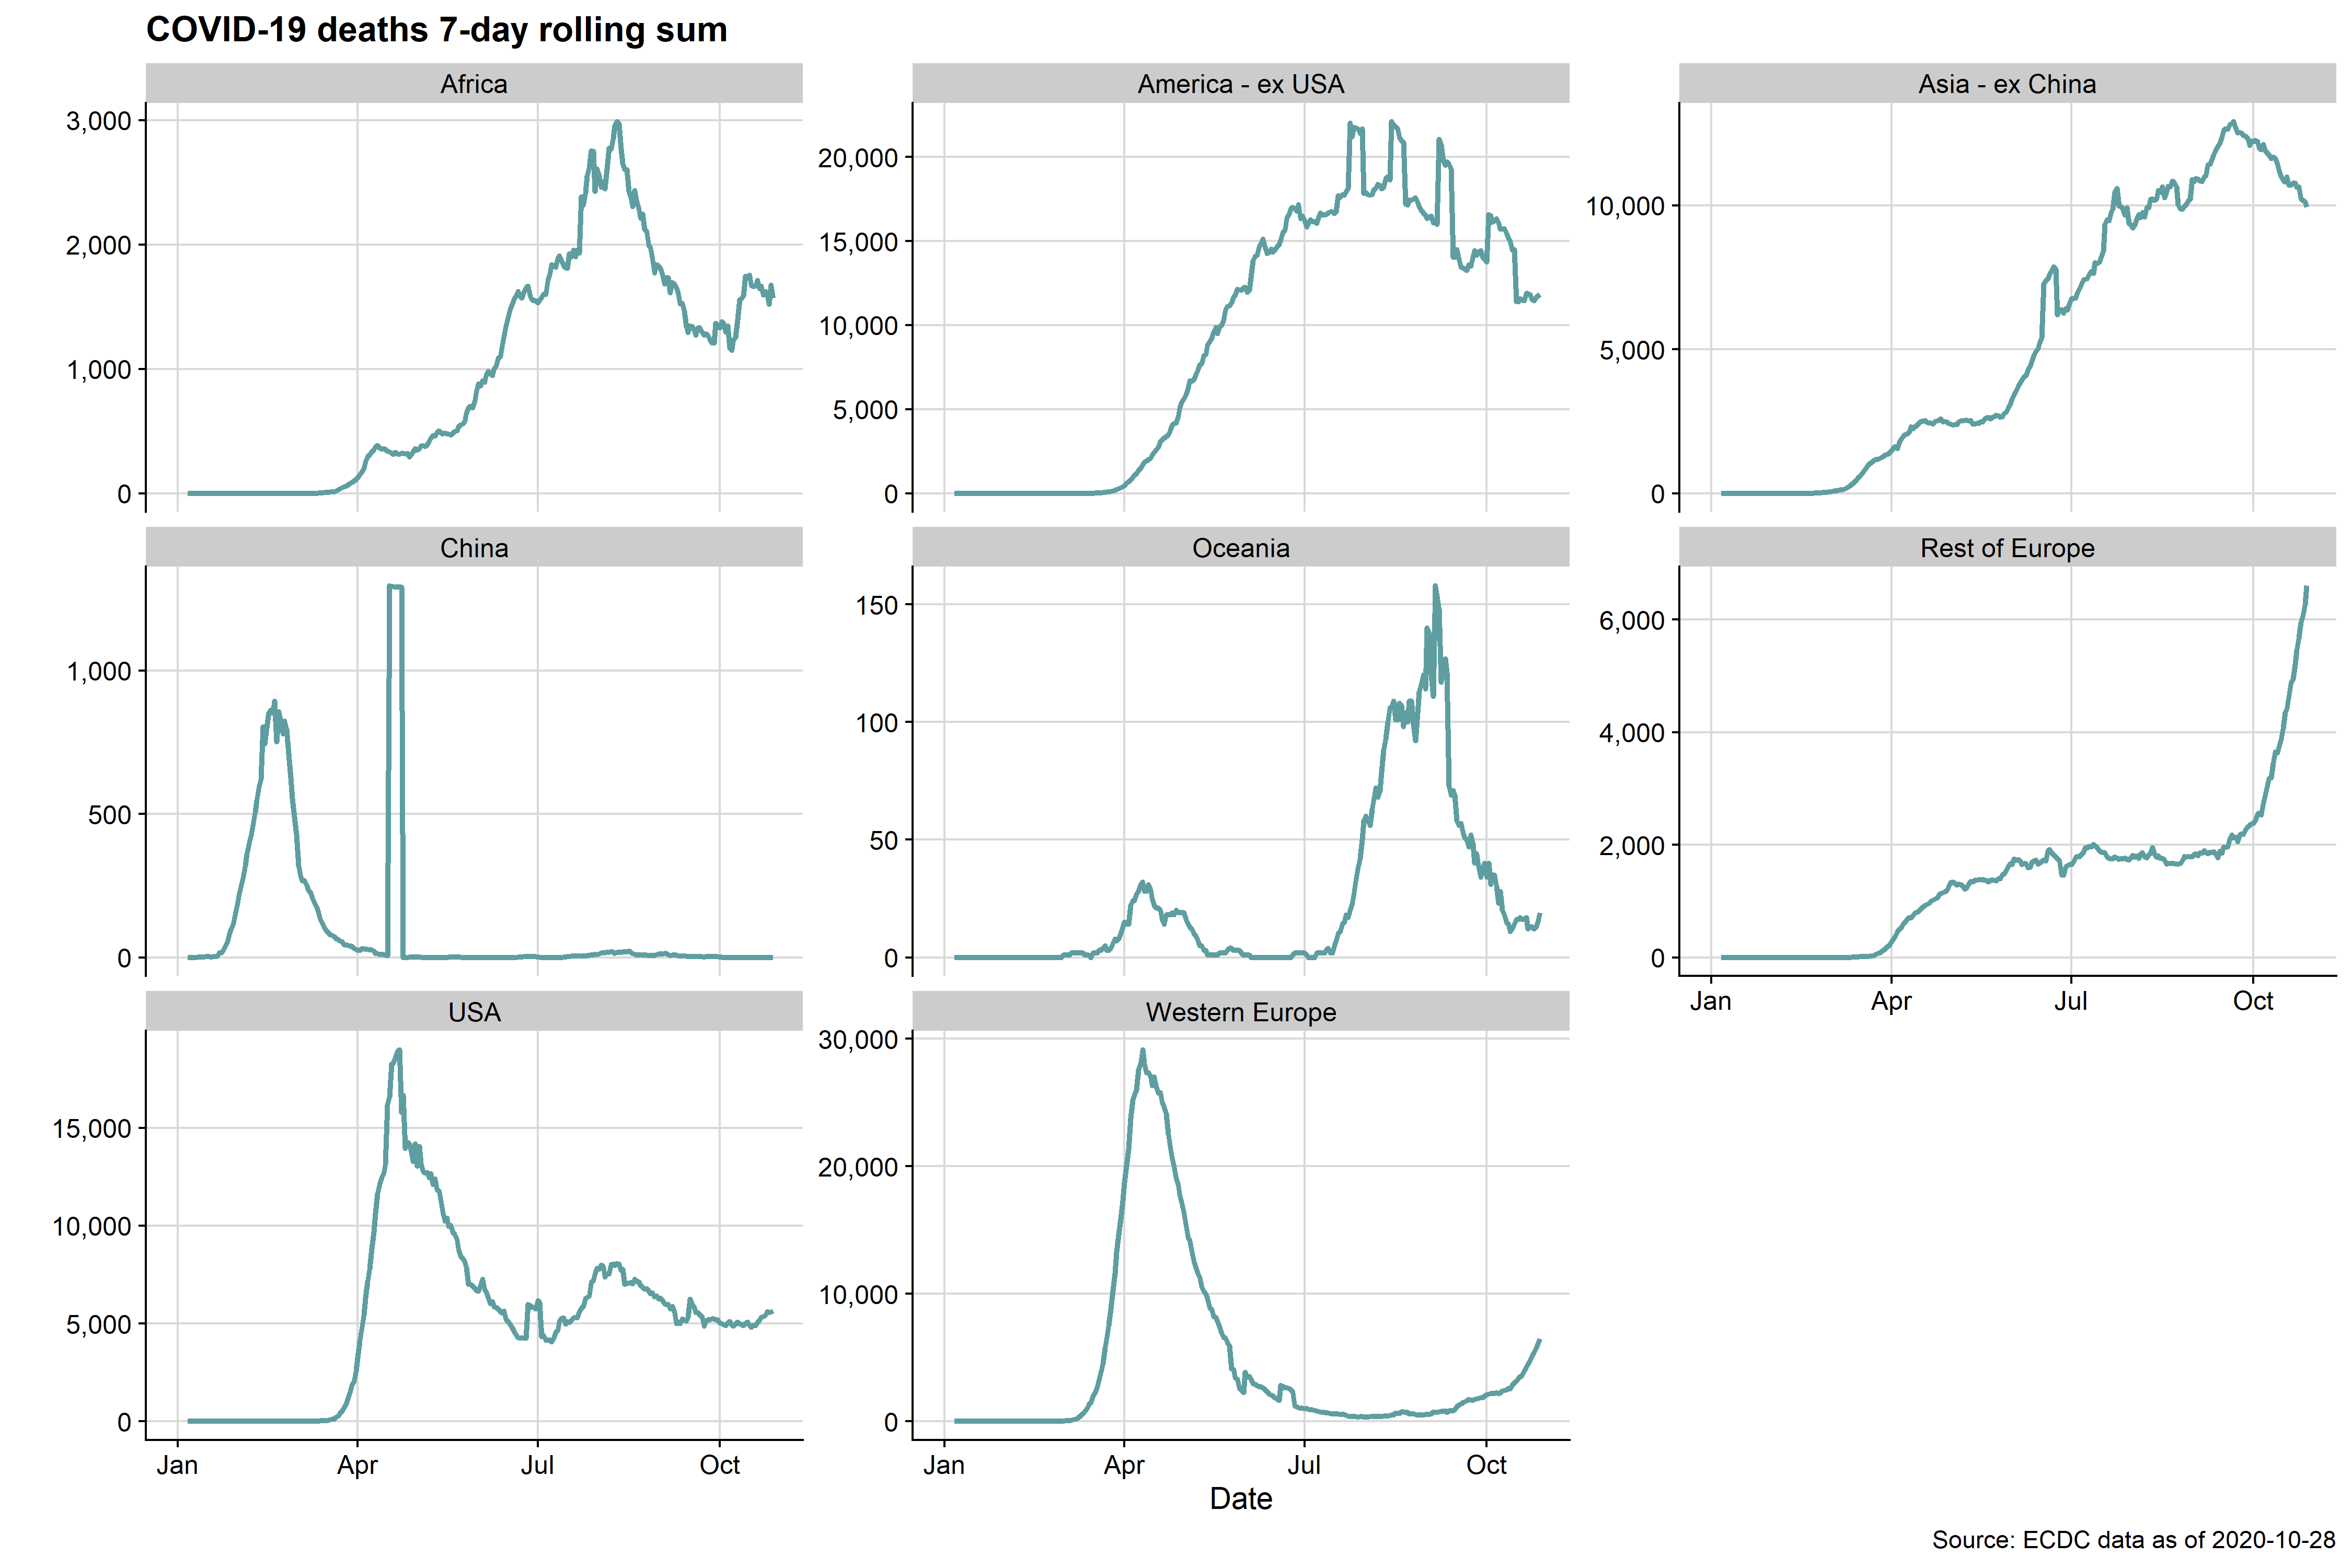 COVID-19 deaths 7-day rolling sum
Africa
3,000
2,000
1,000
0
America - ex USA
20,000
15,000
10,000
5,000
0
Asia - ex China
10,000
5,000
0
China
1,000
500
0
Oceania
150
100
50
0
Rest of Europe
6,000
4,000
2,000
0
Jan Apr Jul Oct
USA
15,000
10,000
5,000
0
Jan Apr Jul Oct
Western Europe
30,000
20,000
10,000
0
Jan Apr Jul Oct
Date
Source: ECDC data as of 2020-10-28